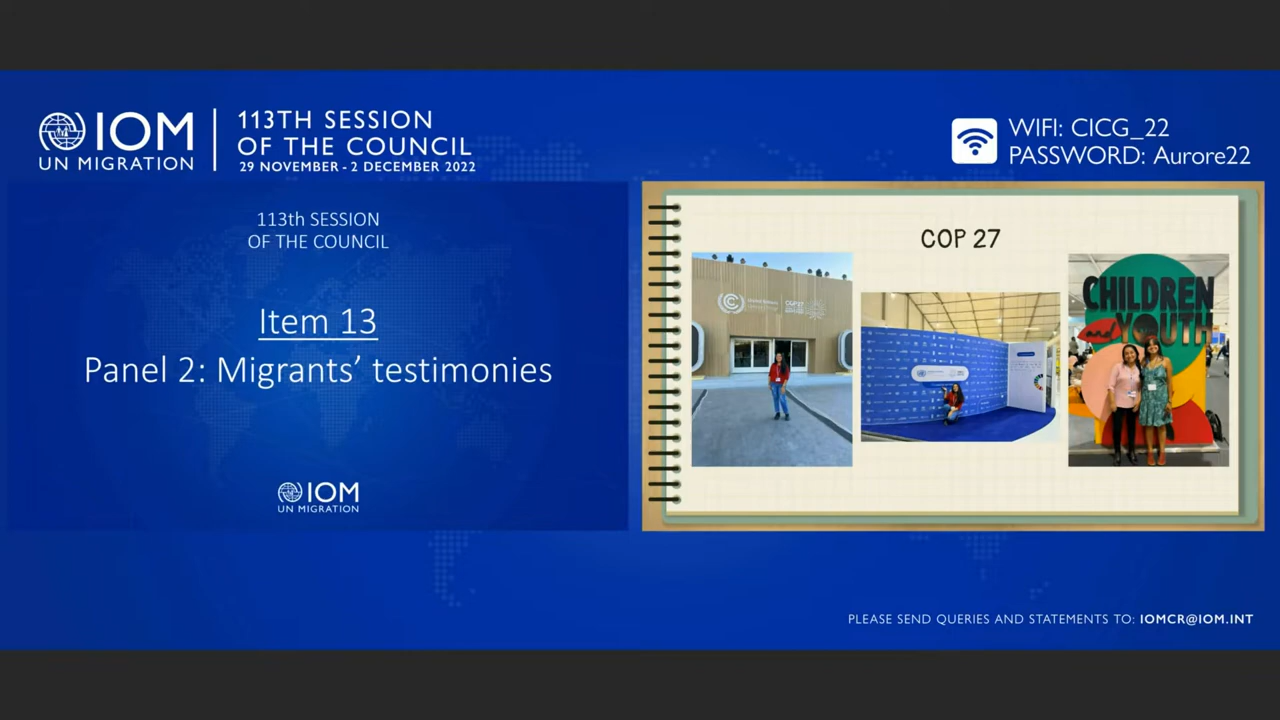 IOM
UN MIGRATION
113TH SESSION
OF THE COUNCIL
29 NOVEMBER - 2 DECEMBER 2022
WIFI: CICG_22
PASSWORD: Aurore22
113th SESSION
OF THE COUNCIL
Item 13
Panel 2: Migrants’ testimonies
IOM
UN MIGRATION
COP 27
CHILDREN
and YOUTH
PLEASE SEND QUERIES AND STATEMENTS TO: IOMCR@IOM.INT